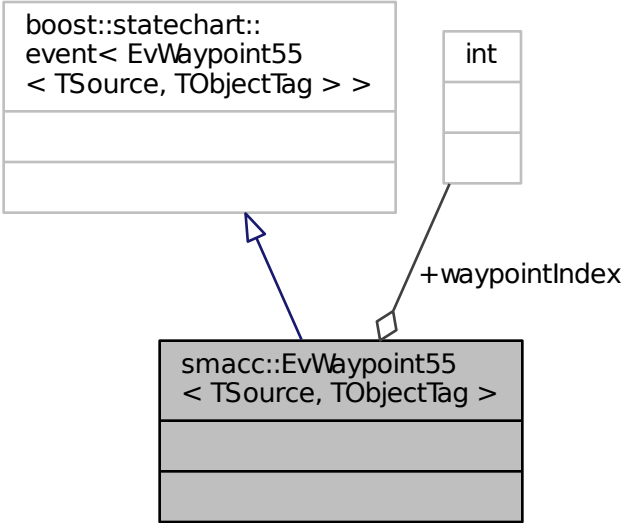 boost::statechart::
event< EvWaypoint55
< TSource, TObjectTag > >
int
+waypointIndex
smacc::EvWaypoint55
< TSource, TObjectTag >